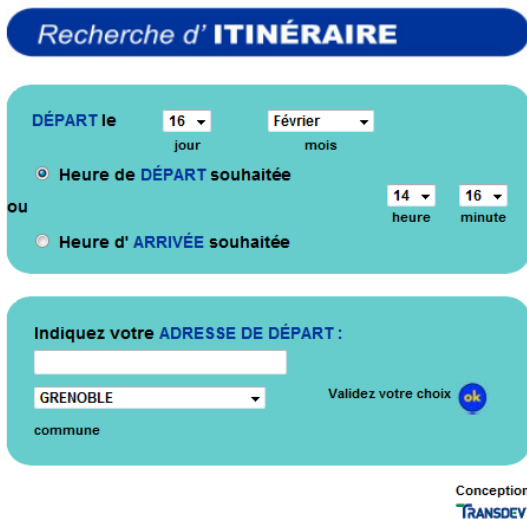 Recherche d' ITINÉRAIRE
DÉPART le 16 Février
jour mois
Heure de DÉPART souhaitée
ou 14 16
heure minute
Heure d' ARRIVÉE souhaitée
Indiquez votre ADRESSE DE DÉPART :
GRENOBLE Validez votre choix ok
commune
Conception
TRANSDEV